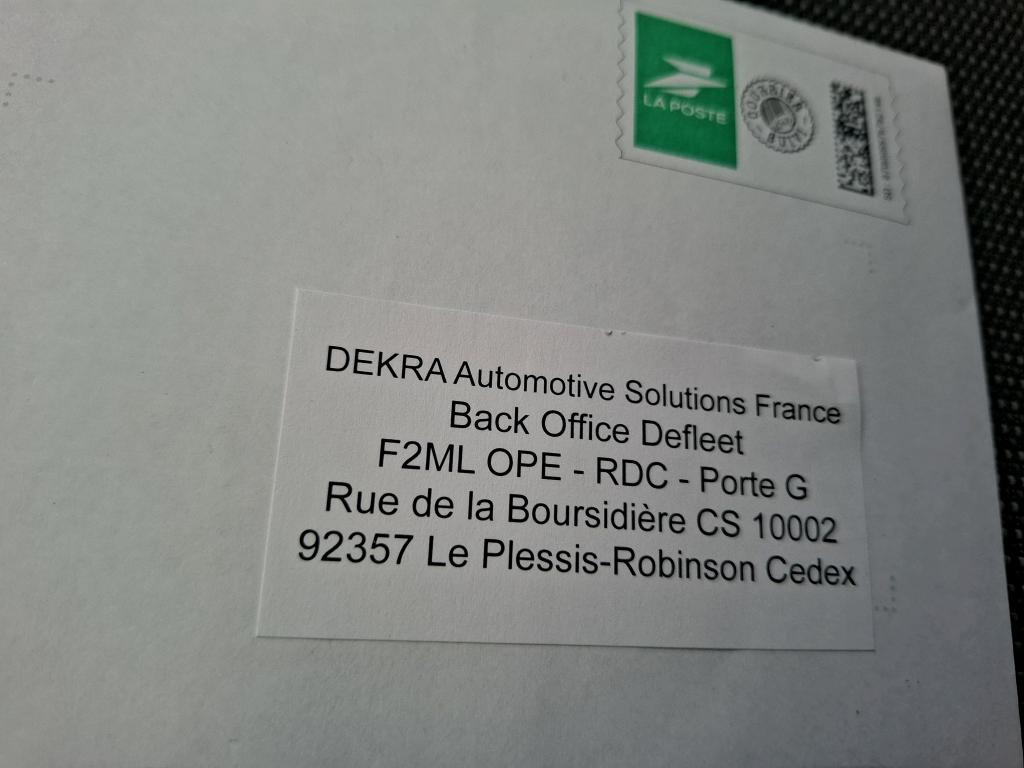 LA POSTE
DEKRA Automotive Solutions France
Back Office Defleet
F2ML OPE - RDC - Porte G
Rue de la Boursidière CS 10002
92357 Le Plessis-Robinson Cedex